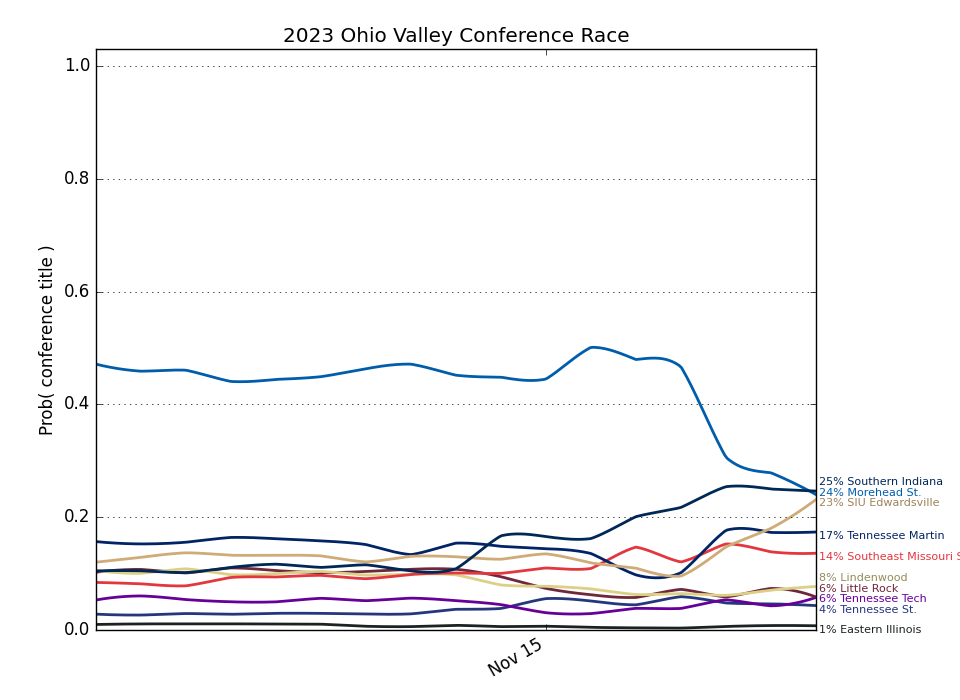 2023 Ohio Valley Conference Race
Prob( conference title )
1.0
0.8
0.6
0.4
0.2
0.0
Nov 15
25% Southern Indiana
24% Morehead St.
23% SIU Edwardsville
17% Tennessee Martin
14% Southeast Missouri S
8% Lindenwood
6% Little Rock
6% Tennessee Tech
4% Tennessee St.
1% Eastern Illinois